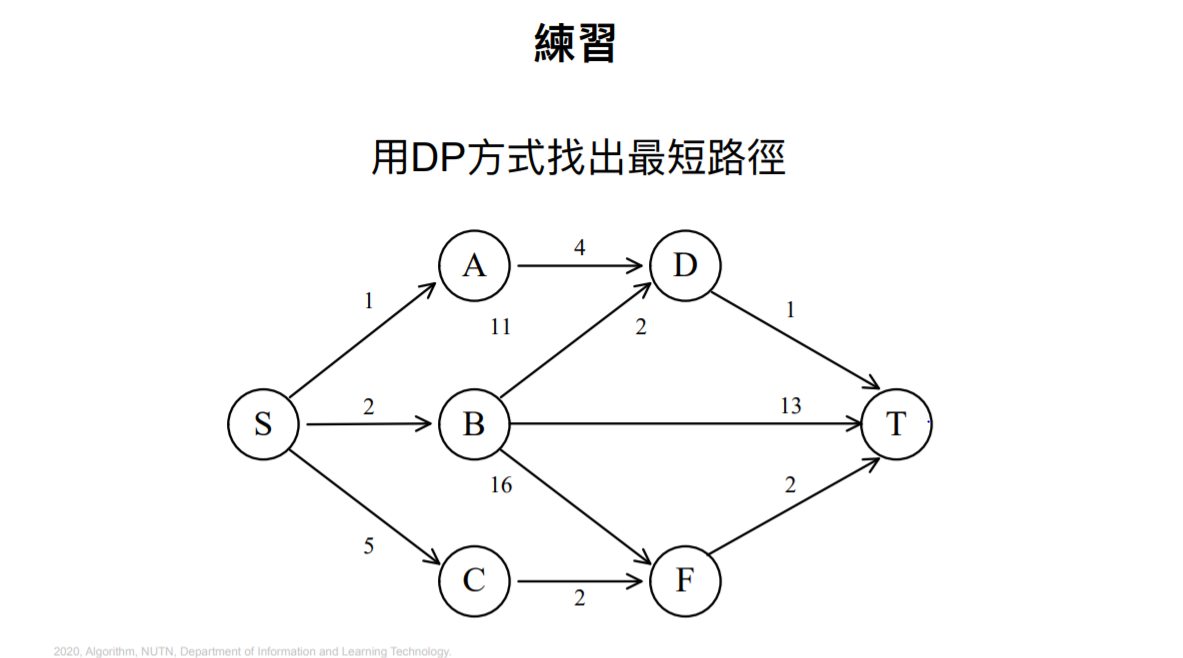 練習
用DP方式找出最短路徑
4
A
D
1
1
11
2
2
13
S
B
T
16
2
5
C
F
2
2020, Algorithm, NUTN, Department of Information and Learning Technology.